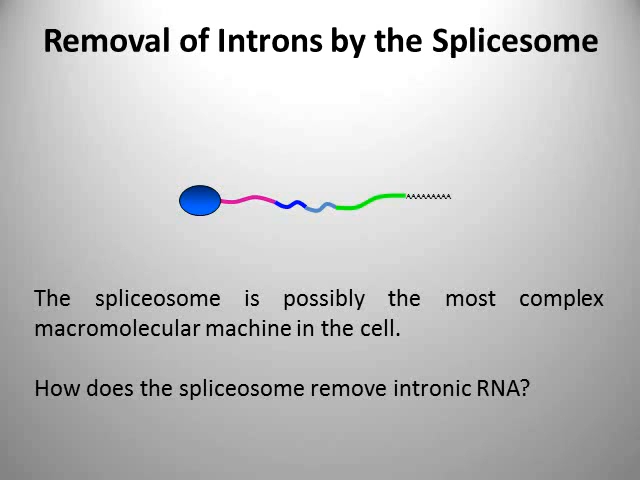 Removal of Introns by the Splicesome
AAAAAAAAA
The spliceosome is possibly the most complex
macromolecular machine in the cell.
How does the spliceosome remove intronic RNA?